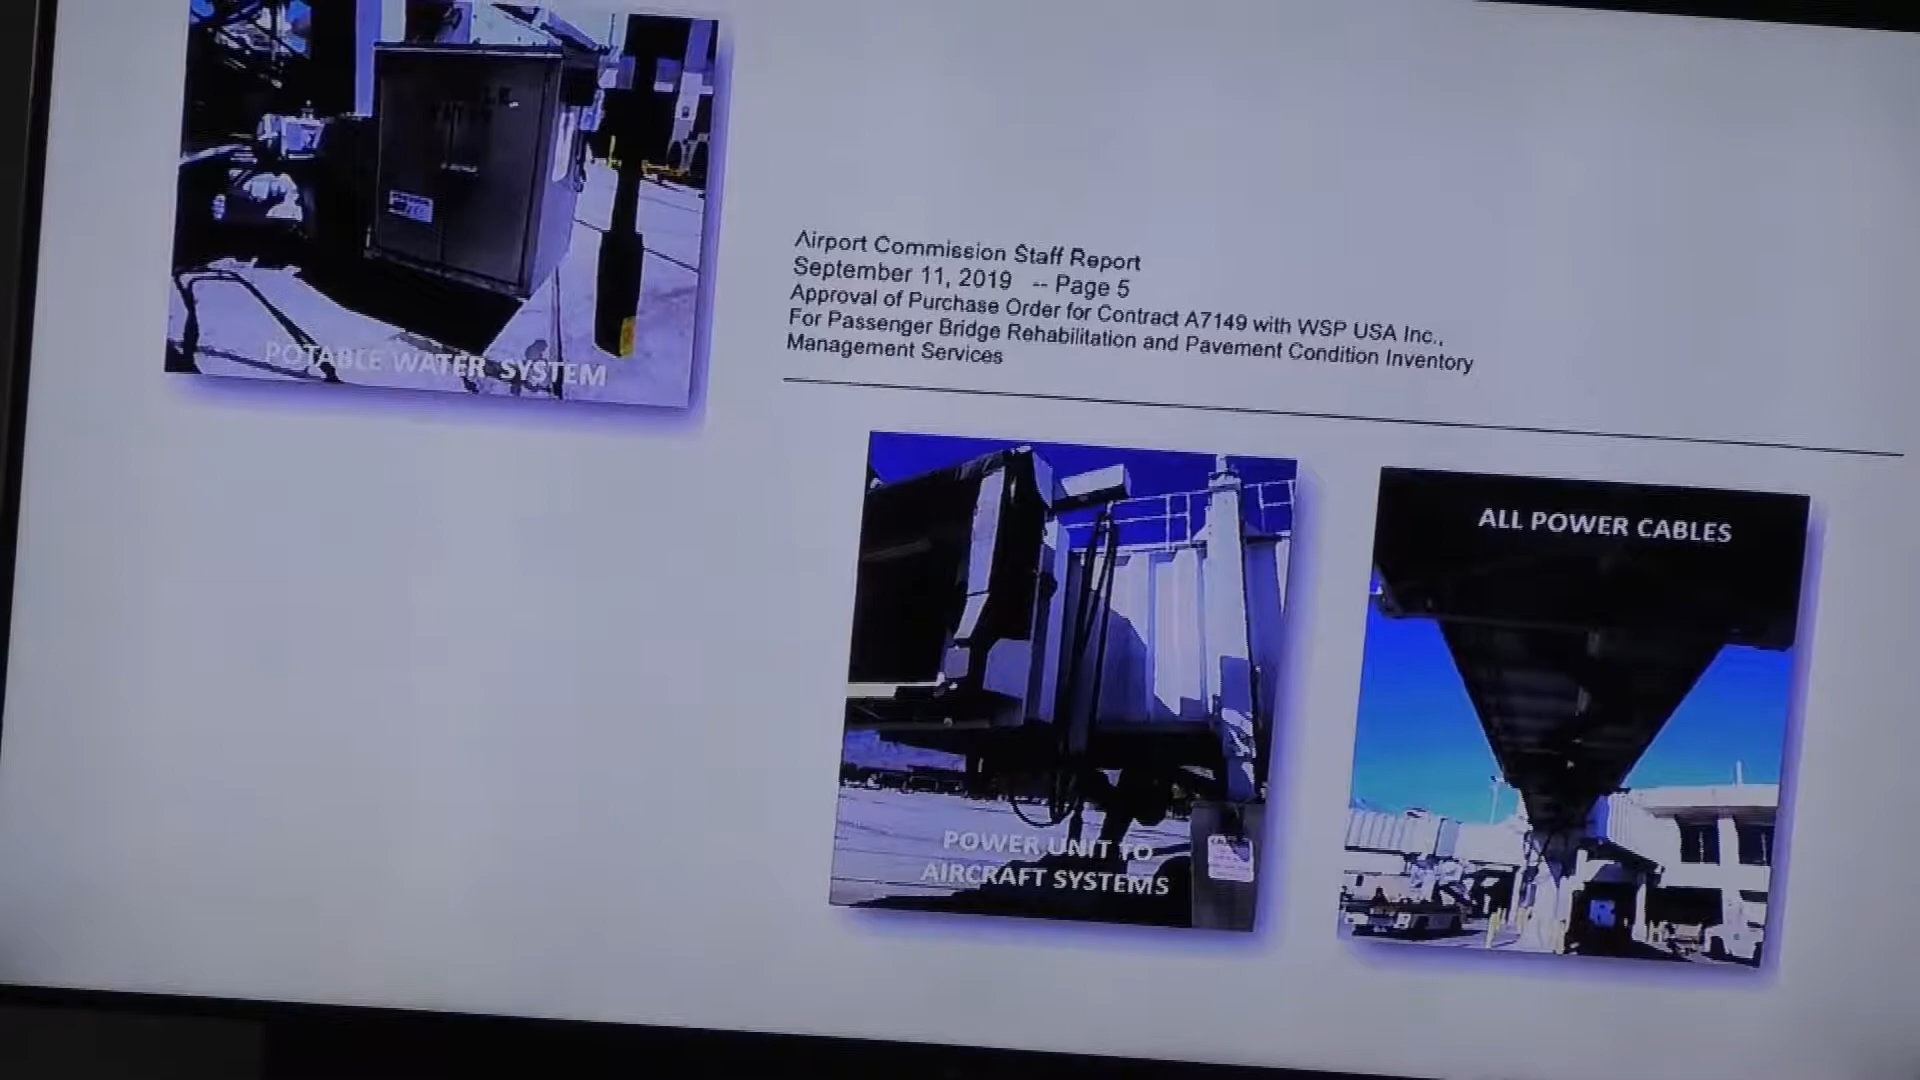 POTABLE WATER SYSTEM
Airport Commission Staff Report
September 11, 2019 -- Page 5
Approval of Purchase Order for Contract A7149 with WSP USA Inc.,
For Passenger Bridge Rehabilitation and Pavement Condition Inventory
Management Services
POWER UNIT TO
AIRCRAFT SYSTEMS
ALL POWER CABLES